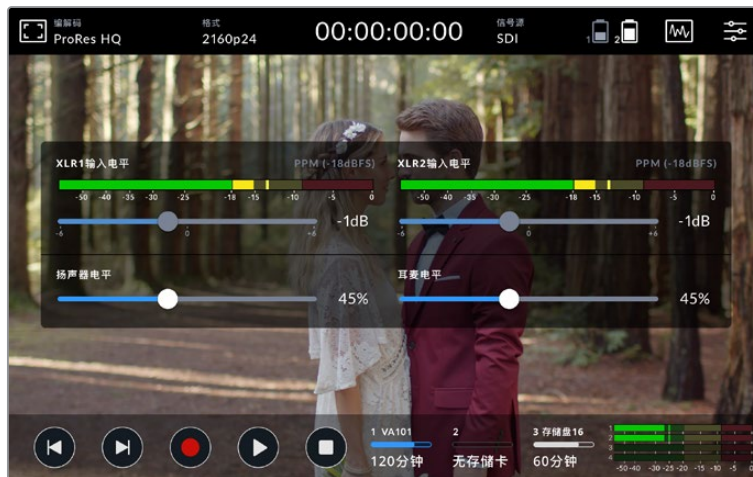 编解码 格式 00:00:00:00 信号源
ProRes HQ 2160p24 SDI 1 2
XLR1输入电平 PPM (-18dBFS) XLR2输入电平 PPM (-18dBFS)
-50 -40 -35 -30 -25 -18 -15 -10 -5 0 -50 -40 -35 -30 -25 -18 -15 -10 -5 0
-1dB -1dB
-6 0 +6 -6 0 +6
扬声器电平 耳麦电平
45% 45%
1 VA101 2 3 存储盘16
120分钟 无存储卡 60分钟
1
2
3
4
-50 -40 -30 -25 -20 -15 -10 -5 0